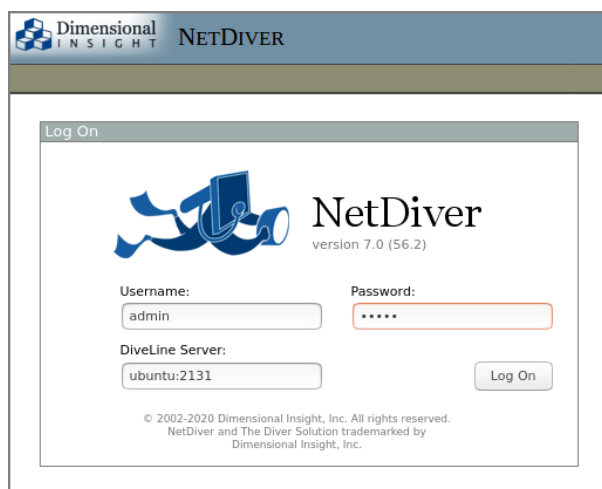 Dimensional
INSIGHT
NETDIVER
Log On
NetDiver
version 7.0 (56.2)
Username:
Password:
admin
•••••
DiveLine Server:
ubuntu:2131
Log On
© 2002-2020 Dimensional Insight, Inc. All rights reserved.
NetDiver and The Diver Solution trademarked by
Dimensional Insight, Inc.